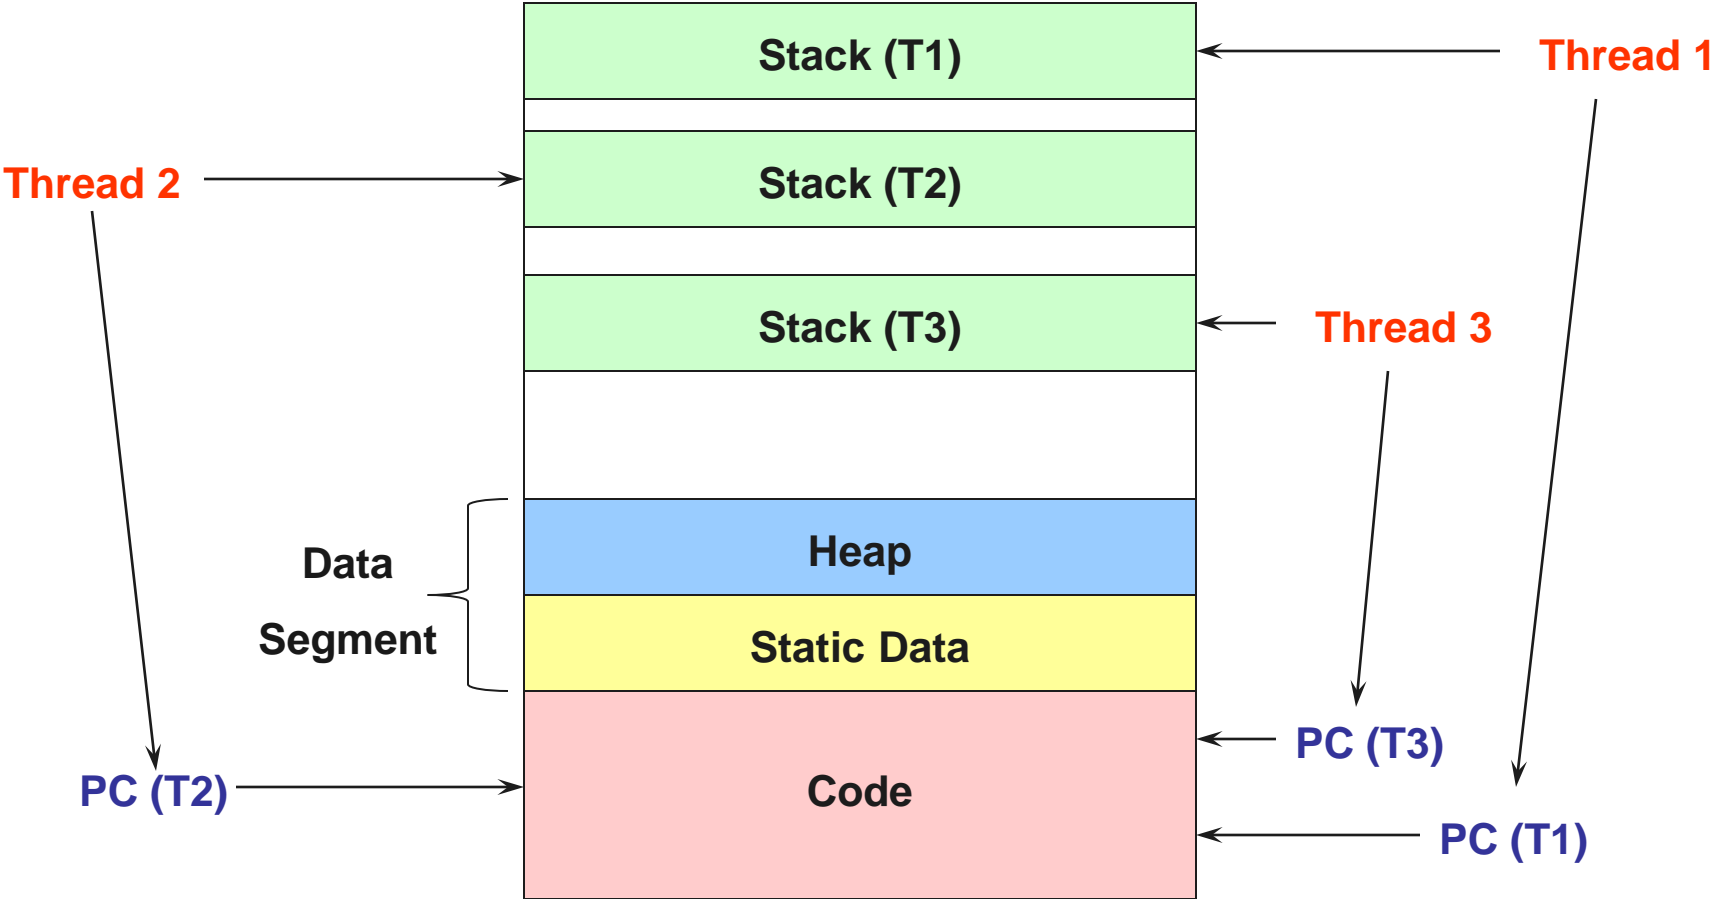 Stack (T1)
Thread 1
Thread 2
Stack (T2)
Stack (T3)
Thread 3
Heap
Data
Segment
Static Data
PC (T3)
PC (T2)
Code
PC (T1)